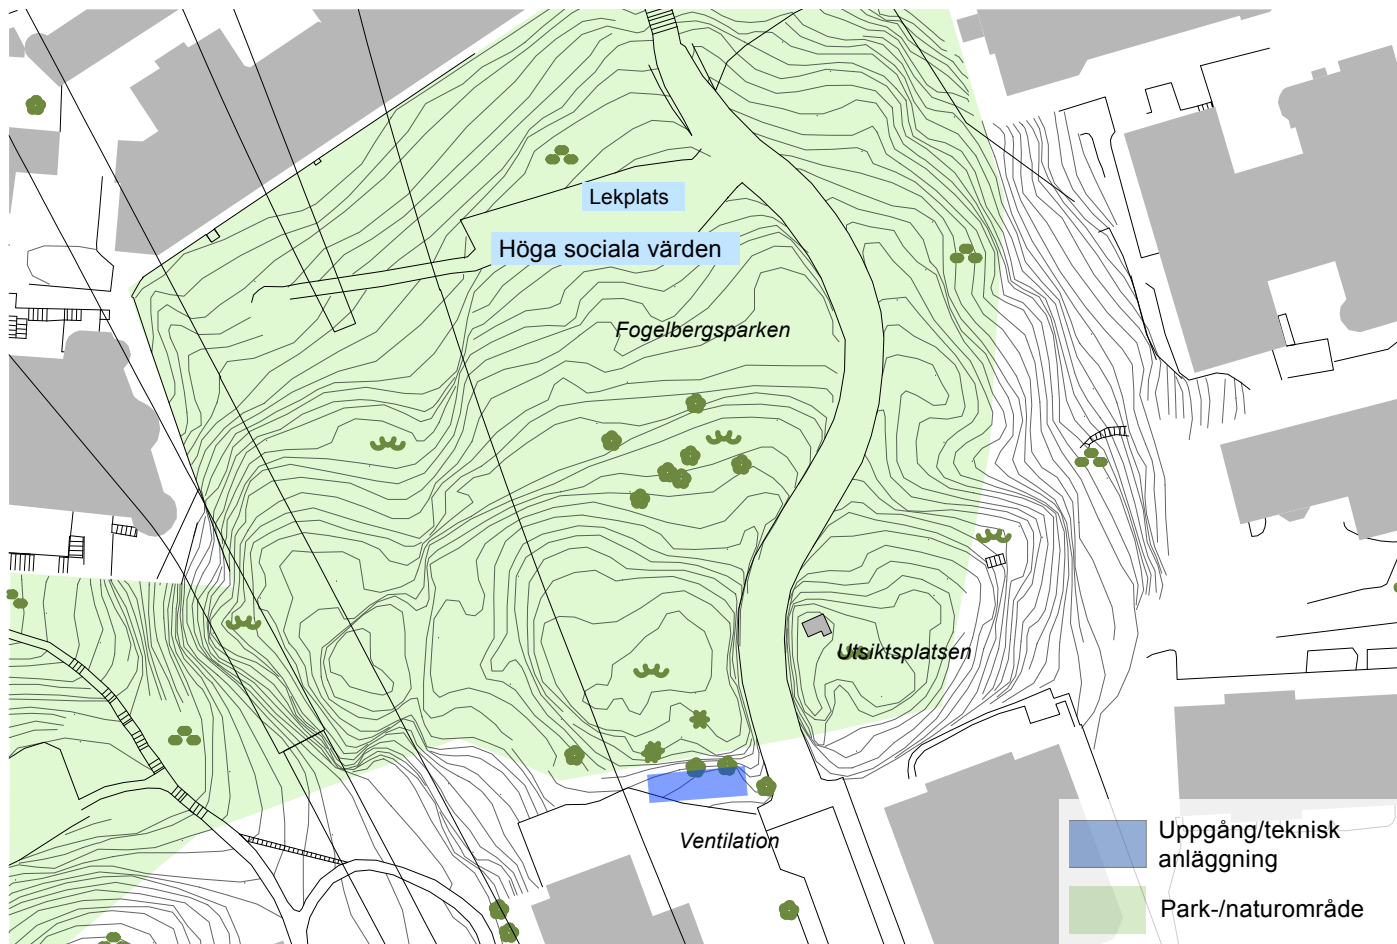 Lekplats
Höga sociala värden
Fogelbergsparken
Utsiktsplatsen
Ventilation
Uppgång/teknisk
anläggning
Park-/naturområde